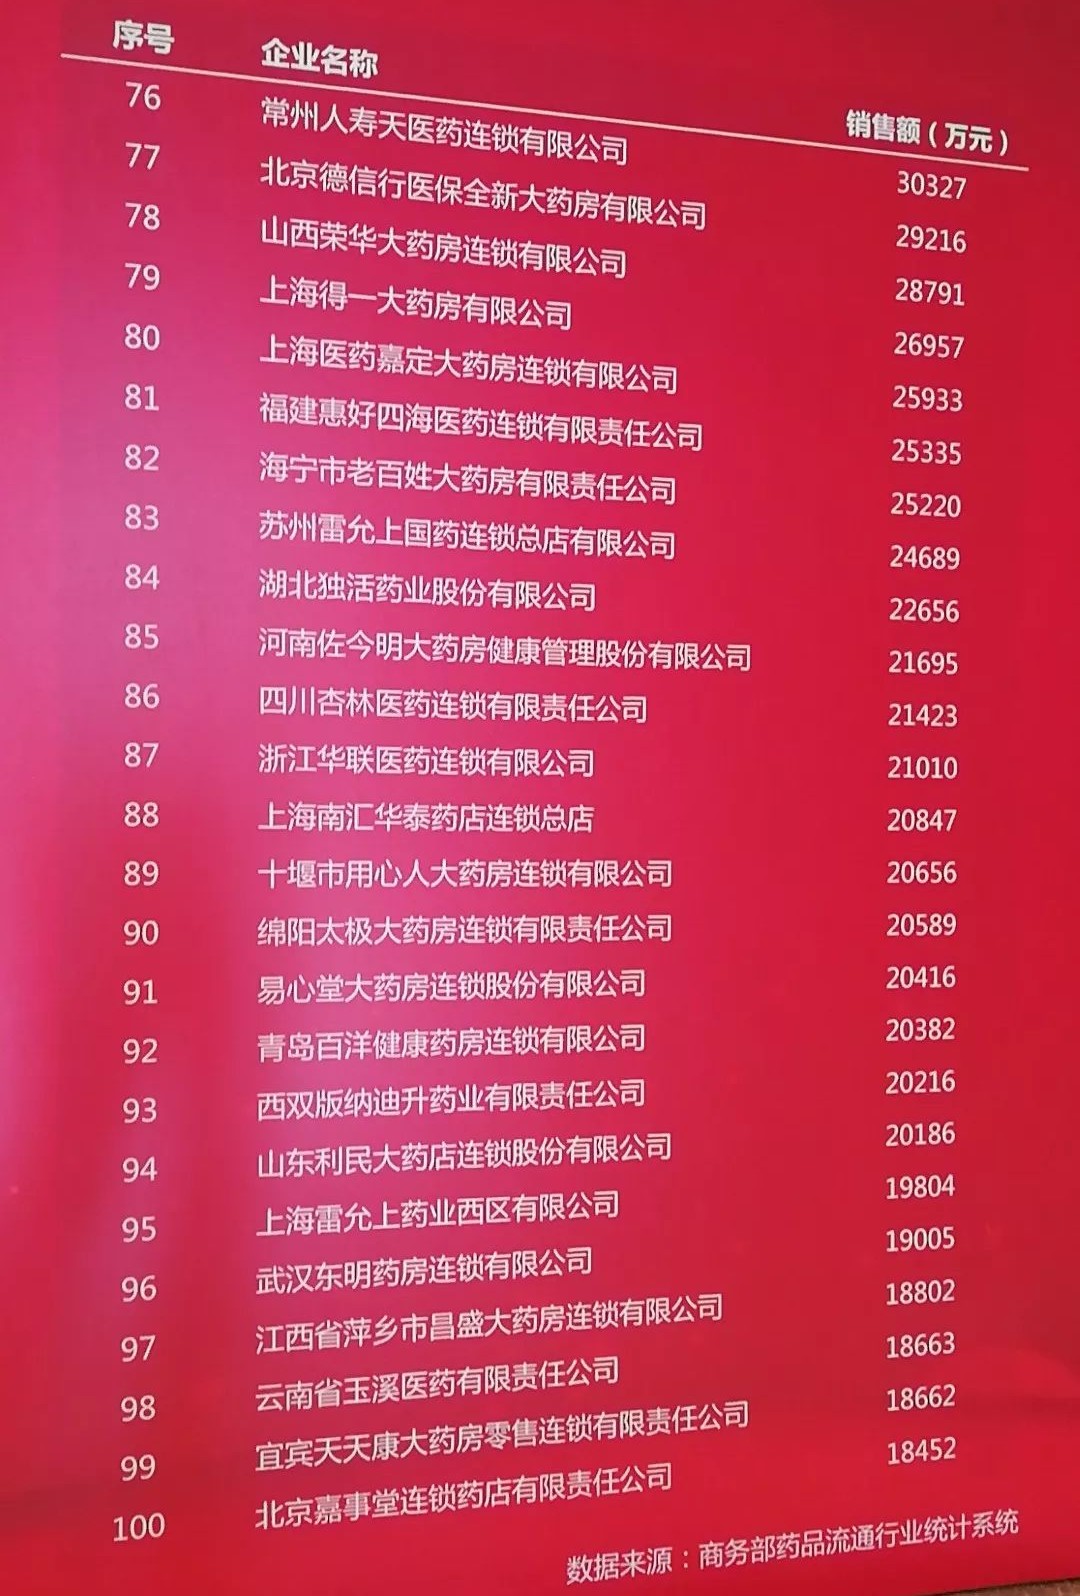 序号 企业名称 销售额（万元）
76 常州人寿天医药连锁有限公司 30327
77 北京德信行医保全新大药房有限公司 29216
78 山西荣华大药房连锁有限公司 28791
79 上海得一大药房有限公司 26957
80 上海医药嘉定大药房连锁有限公司 25933
81 福建惠好四海医药连锁有限责任公司 25335
82 海宁市老百姓大药房有限责任公司 25220
83 苏州雷允上国药连锁总店有限公司 24689
84 湖北独活药业股份有限公司 22656
85 河南佐今明大药房健康管理股份有限公司 21695
86 四川杏林医药连锁有限责任公司 21423
87 浙江华联医药连锁有限公司 21010
88 上海南汇华泰药店连锁总店 20847
89 十堰市用心人大药房连锁有限公司 20656
90 绵阳太极大药房连锁有限责任公司 20589
91 易心堂大药房连锁股份有限公司 20416
92 青岛百洋健康药房连锁有限公司 20382
93 西双版纳迪升药业有限责任公司 20216
94 山东利民大药店连锁股份有限公司 20186
95 上海雷允上药业西区有限公司 19804
96 武汉东明药房连锁有限公司 19005
97 江西省萍乡市昌盛大药房连锁有限公司 18802
98 云南省玉溪医药有限责任公司 18663
99 宜宾天天康大药房零售连锁有限责任公司 18662
100 北京嘉事堂连锁药店有限责任公司 18452
数据来源：商务部药品流通行业统计系统